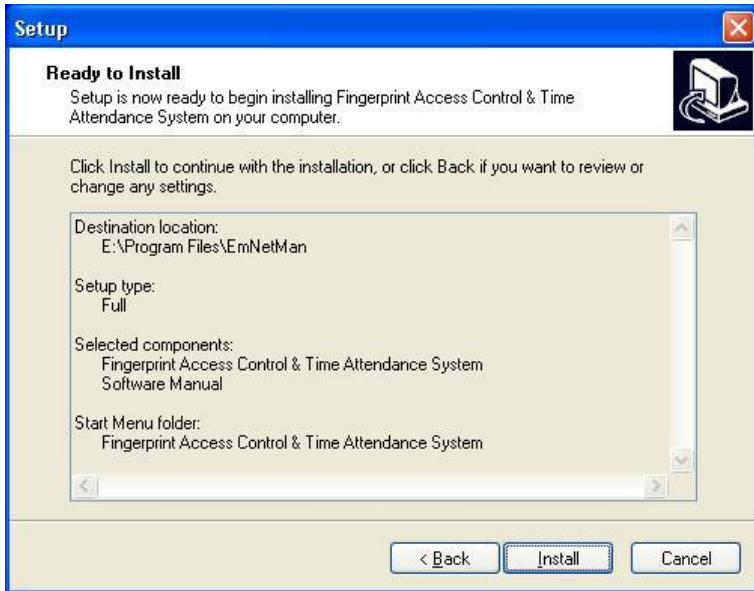 Setup
Ready to Install
Setup is now ready to begin installing Fingerprint Access Control & Time
Attendance System on your computer.
Click Install to continue with the installation, or click Back if you want to review or
change any settings.
Destination location:
E:\Program Files\EmNetMan
Setup type:
Full
Selected components:
Fingerprint Access Control & Time Attendance System
Software Manual
Start Menu folder:
Fingerprint Access Control & Time Attendance System
< Back
Install
Cancel